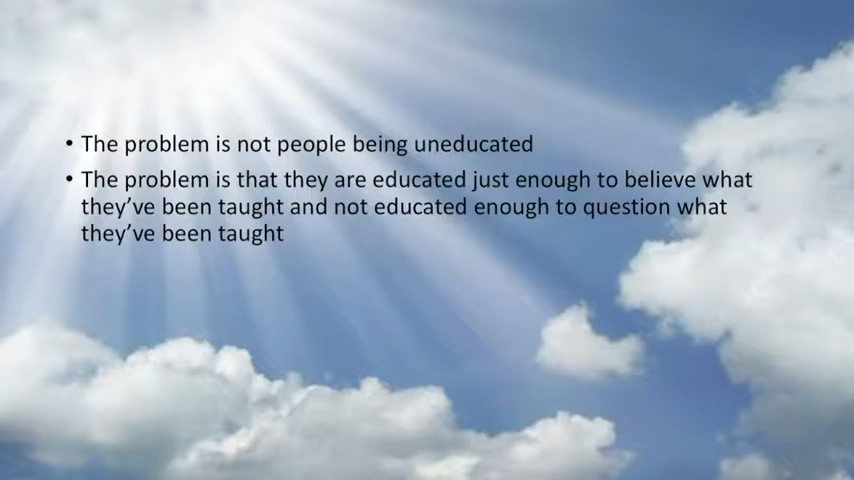 • The problem is not people being uneducated
• The problem is that they are educated just enough to believe what
they’ve been taught and not educated enough to question what
they’ve been taught